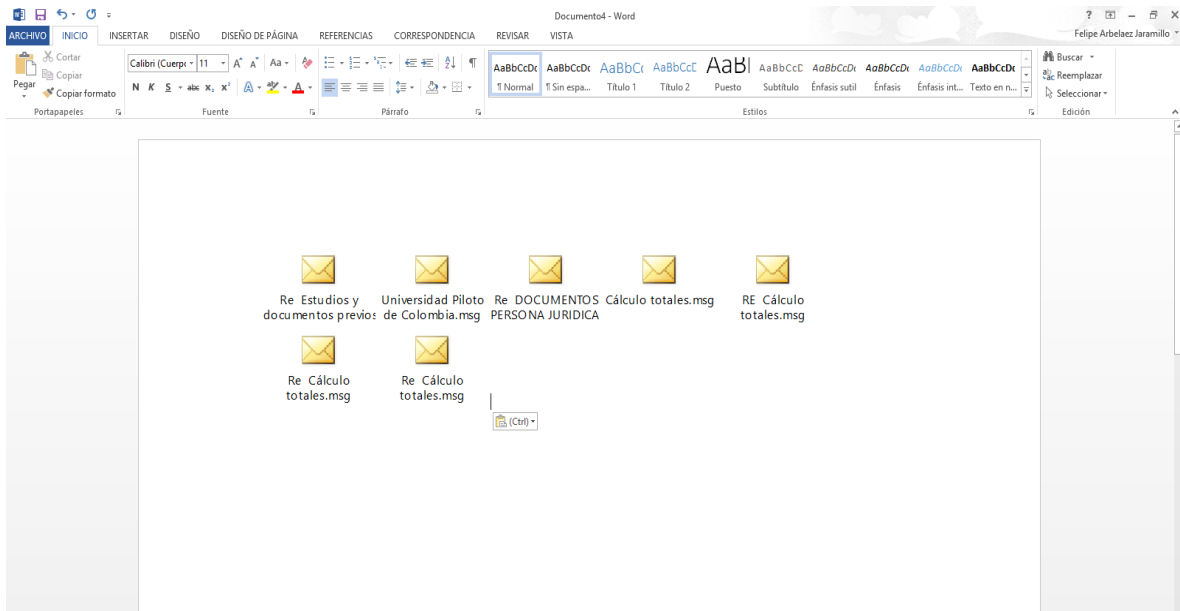 Documento4 - Word
ARCHIVO INICIO INSERTAR DISEÑO DISEÑO DE PÁGINA REFERENCIAS CORRESPONDENCIA REVISAR VISTA Felipe Arbelaez Jaramillo
Pegar
Cortar
Copiar
Copiar formato
Portapapeles
Calibri (Cuerpo 11 A A Aa
N K S abc X₂ X² A aby A
Fuente
Párrafo
AaBbCcDc AaBbCcDc AaBbCc AaBbCcC AaBl AaBbCcC AaBbCcDc AaBbCcDc AaBbCcDc AaBbCcDc
¶ Normal ¶ Sin espa... Título 1 Título 2 Puesto Subtítulo Énfasis sutil Énfasis Énfasis int... Texto en n...
Estilos
Buscar
Reemplazar
Seleccionar
Edición
Re Estudios y
documentos previos
Universidad Piloto
de Colombia.msg
Re DOCUMENTOS
PERSONA JURIDICA
Cálculo totales.msg
RE Cálculo
totales.msg
Re Cálculo
totales.msg
Re Cálculo
totales.msg
(Ctrl)